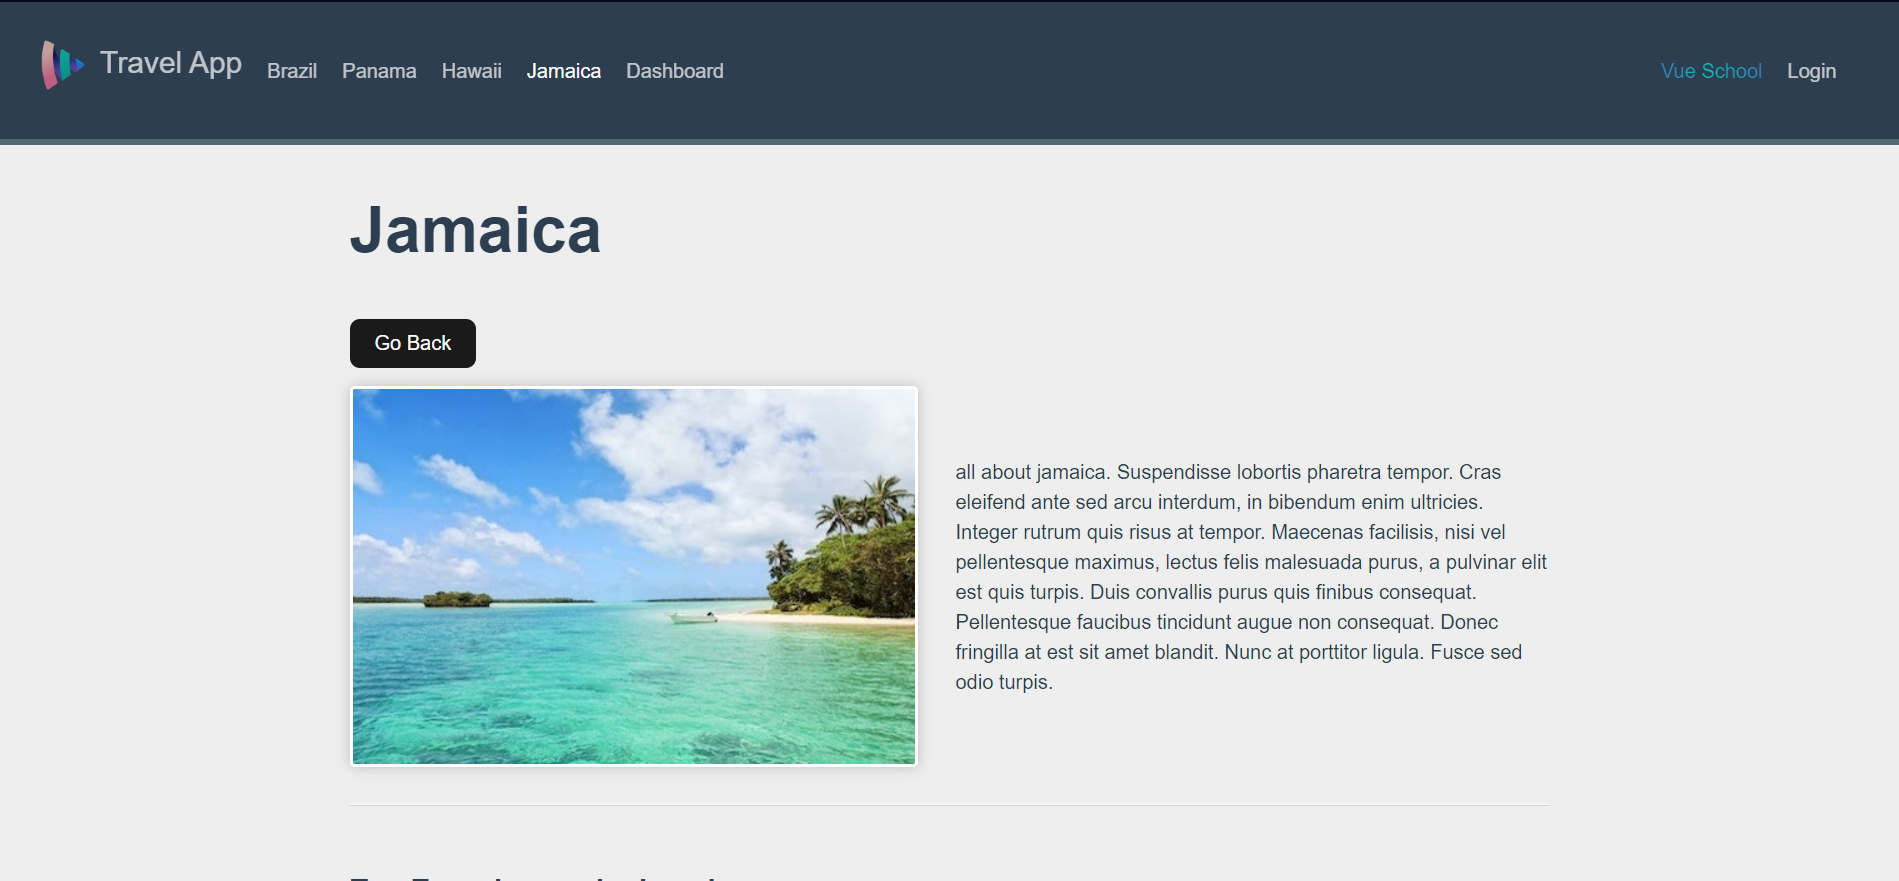 Travel App Brazil Panama Hawaii Jamaica Dashboard Vue School Login
Jamaica
Go Back
all about jamaica. Suspendisse lobortis pharetra tempor. Cras
eleifend ante sed arcu interdum, in bibendum enim ultricies.
Integer rutrum quis risus at tempor. Maecenas facilisis, nisi vel
pellentesque maximus, lectus felis malesuada purus, a pulvinar elit
est quis turpis. Duis convallis purus quis finibus consequat.
Pellentesque faucibus tincidunt augue non consequat. Donec
fringilla at est sit amet blandit. Nunc at porttitor ligula. Fusce sed
odio turpis.